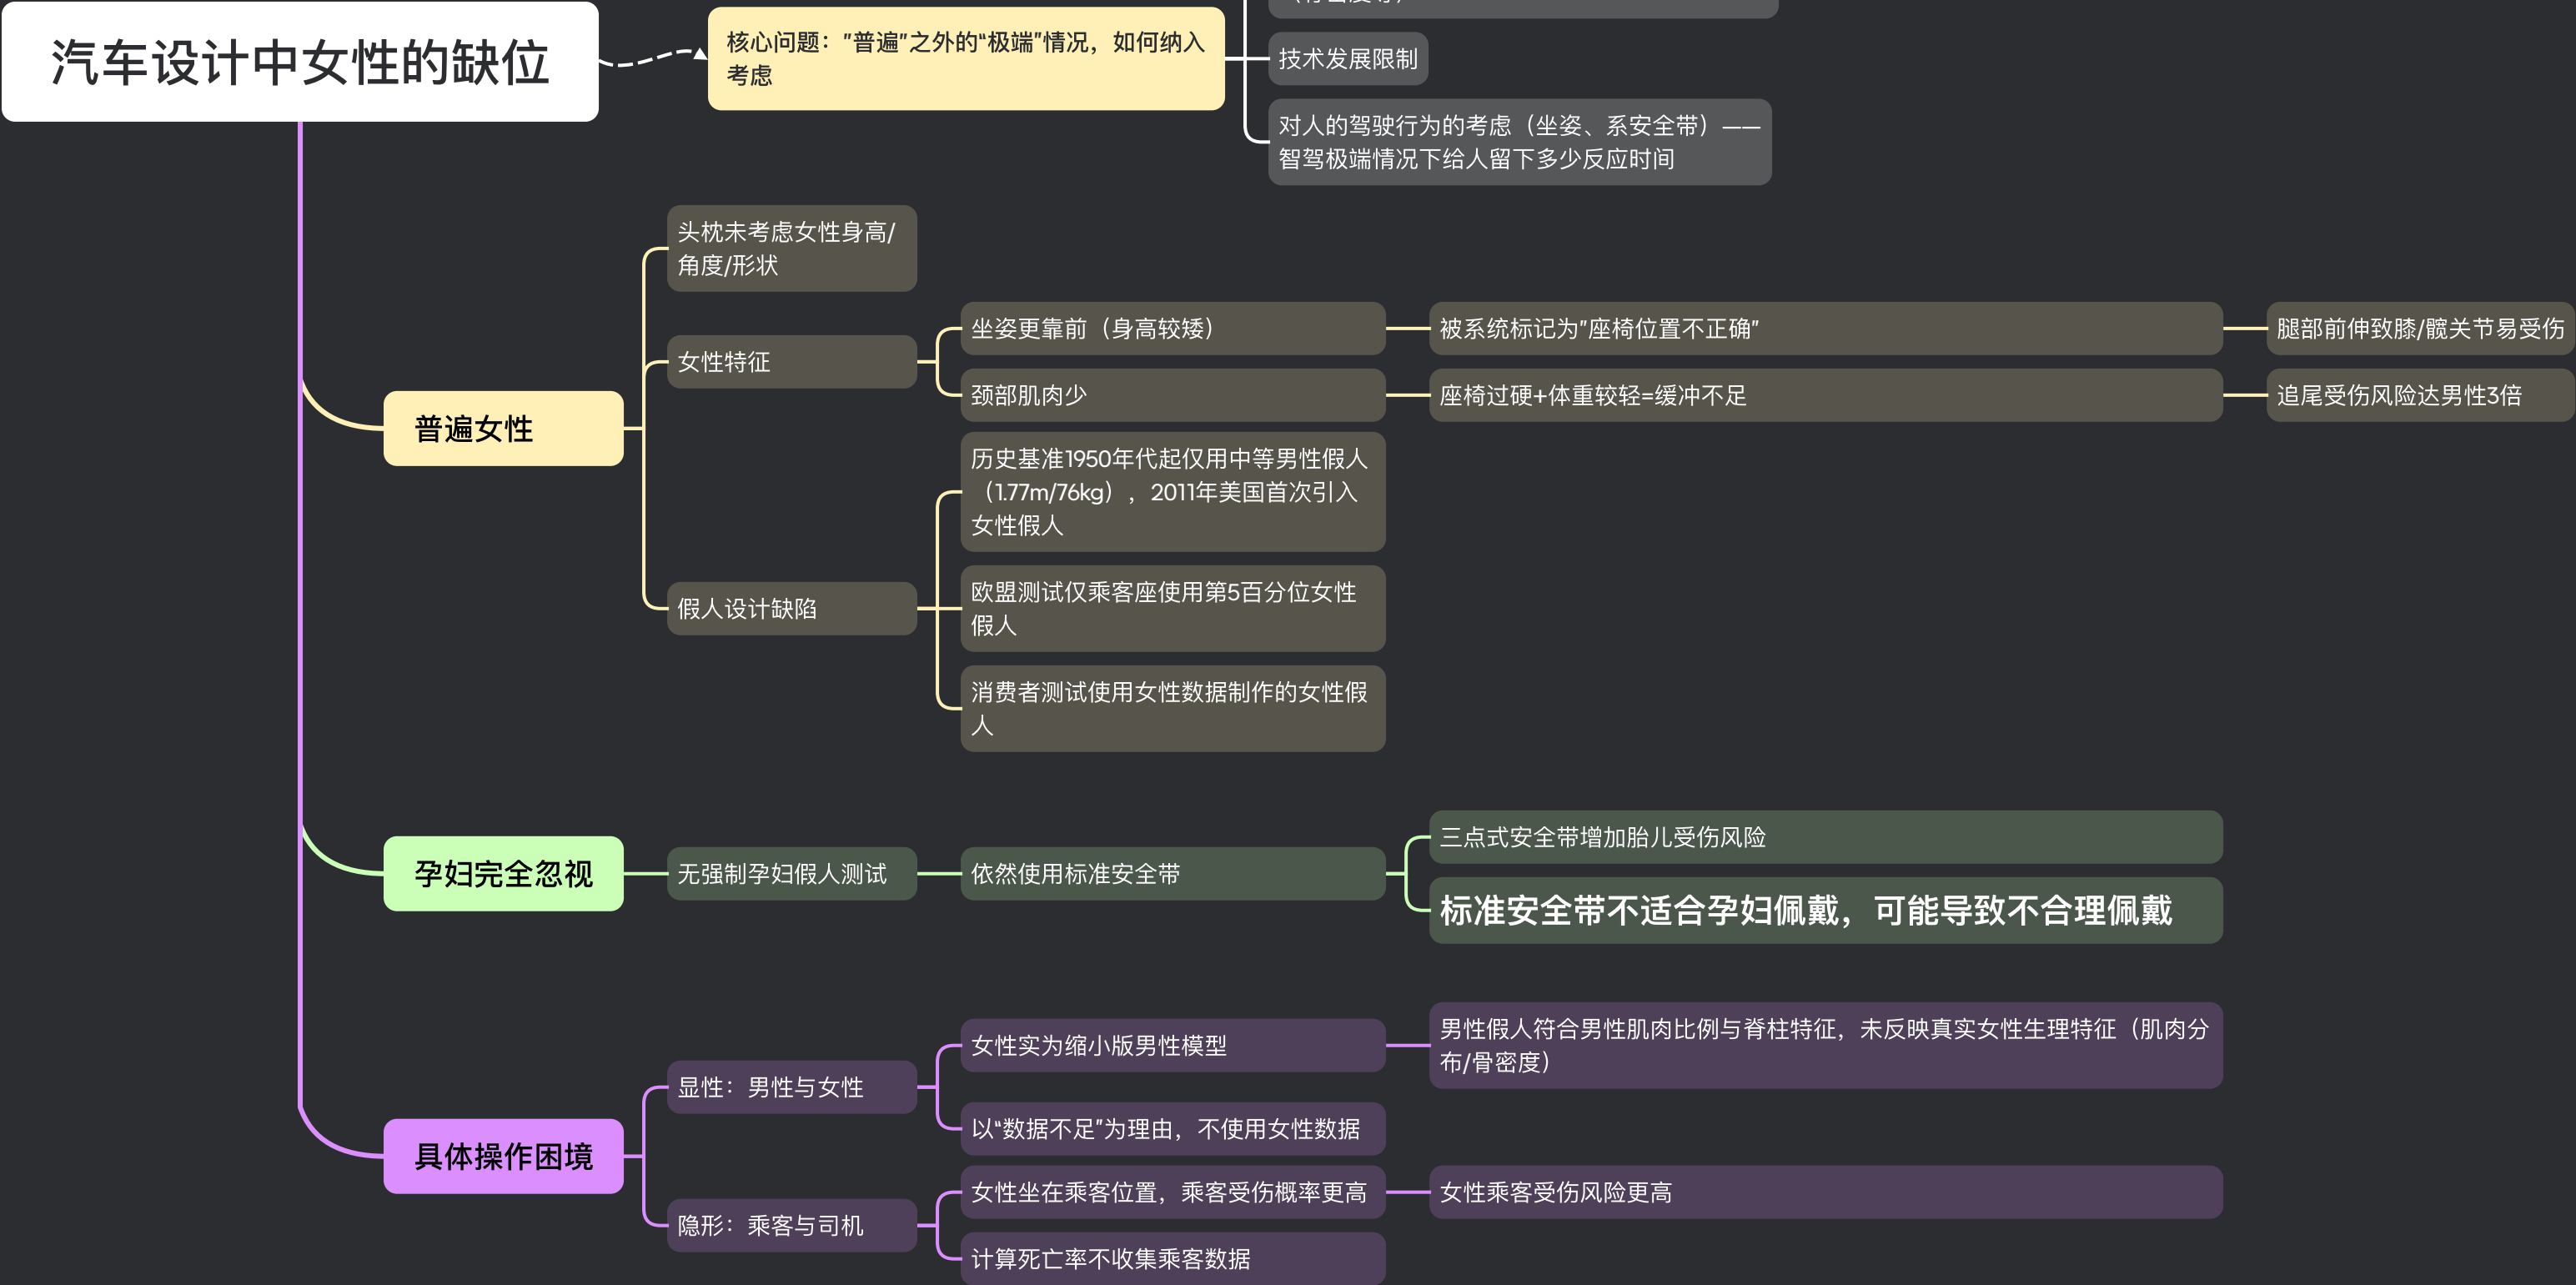 汽车设计中女性的缺位
核心问题："普遍"之外的"极端"情况，如何纳入
考虑
技术发展限制
对人的驾驶行为的考虑（坐姿、系安全带）——
智驾极端情况下给人留下多少反应时间
普遍女性
头枕未考虑女性身高/
角度/形状
女性特征
坐姿更靠前（身高较矮）
被系统标记为"座椅位置不正确"
腿部前伸致膝/髋关节易受伤
颈部肌肉少
座椅过硬+体重较轻=缓冲不足
追尾受伤风险达男性3倍
假人设计缺陷
历史基准1950年代起仅用中等男性假人
（1.77m/76kg），2011年美国首次引入
女性假人
欧盟测试仅乘客座使用第5百分位女性
假人
消费者测试使用女性数据制作的女性假
人
孕妇完全忽视
无强制孕妇假人测试
依然使用标准安全带
三点式安全带增加胎儿受伤风险
标准安全带不适合孕妇佩戴，可能导致不合理佩戴
具体操作困境
显性：男性与女性
女性实为缩小版男性模型
男性假人符合男性肌肉比例与脊柱特征，未反映真实女性生理特征（肌肉分
布/骨密度）
以"数据不足"为理由，不使用女性数据
隐形：乘客与司机
女性坐在乘客位置，乘客受伤概率更高
女性乘客受伤风险更高
计算死亡率不收集乘客数据